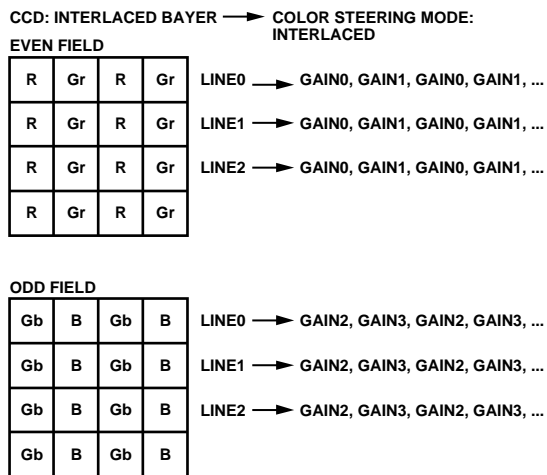 CCD: INTERLACED BAYER COLOR STEERING MODE:
INTERLACED
EVEN FIELD
R Gr R Gr LINE0 GAIN0, GAIN1, GAIN0, GAIN1, ...
R Gr R Gr LINE1 GAIN0, GAIN1, GAIN0, GAIN1, ...
R Gr R Gr LINE2 GAIN0, GAIN1, GAIN0, GAIN1, ...
R Gr R Gr
ODD FIELD
Gb B Gb B LINE0 GAIN2, GAIN3, GAIN2, GAIN3, ...
Gb B Gb B LINE1 GAIN2, GAIN3, GAIN2, GAIN3, ...
Gb B Gb B LINE2 GAIN2, GAIN3, GAIN2, GAIN3, ...
Gb B Gb B